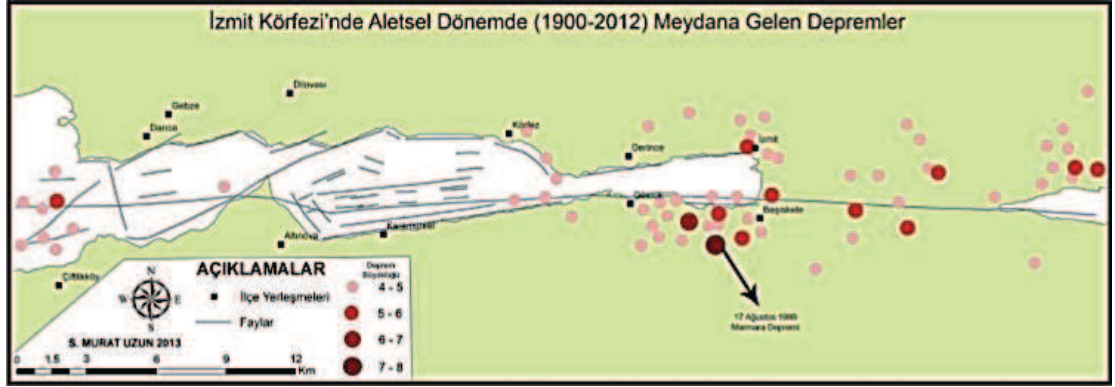 İzmit Körfezi'nde Aletsel Dönemde (1900-2012) Meydana Gelen Depremler
Dilovası
Gebze
Darıca
Körfez
İzmit
Derince
Gölcük
Başiskele
Karamürsel
Altınova
Çiftlikköy
AÇIKLAMALAR
Deprem
Büyüklüğü
N
W
E
S
İlçe Yerleşmeleri
Faylar
4 - 5
5 - 6
6 - 7
7 - 8
S. MURAT UZUN 2013
0 1.5 3 6 9 12
Km
17 Ağustos 1999
Marmara Depremi